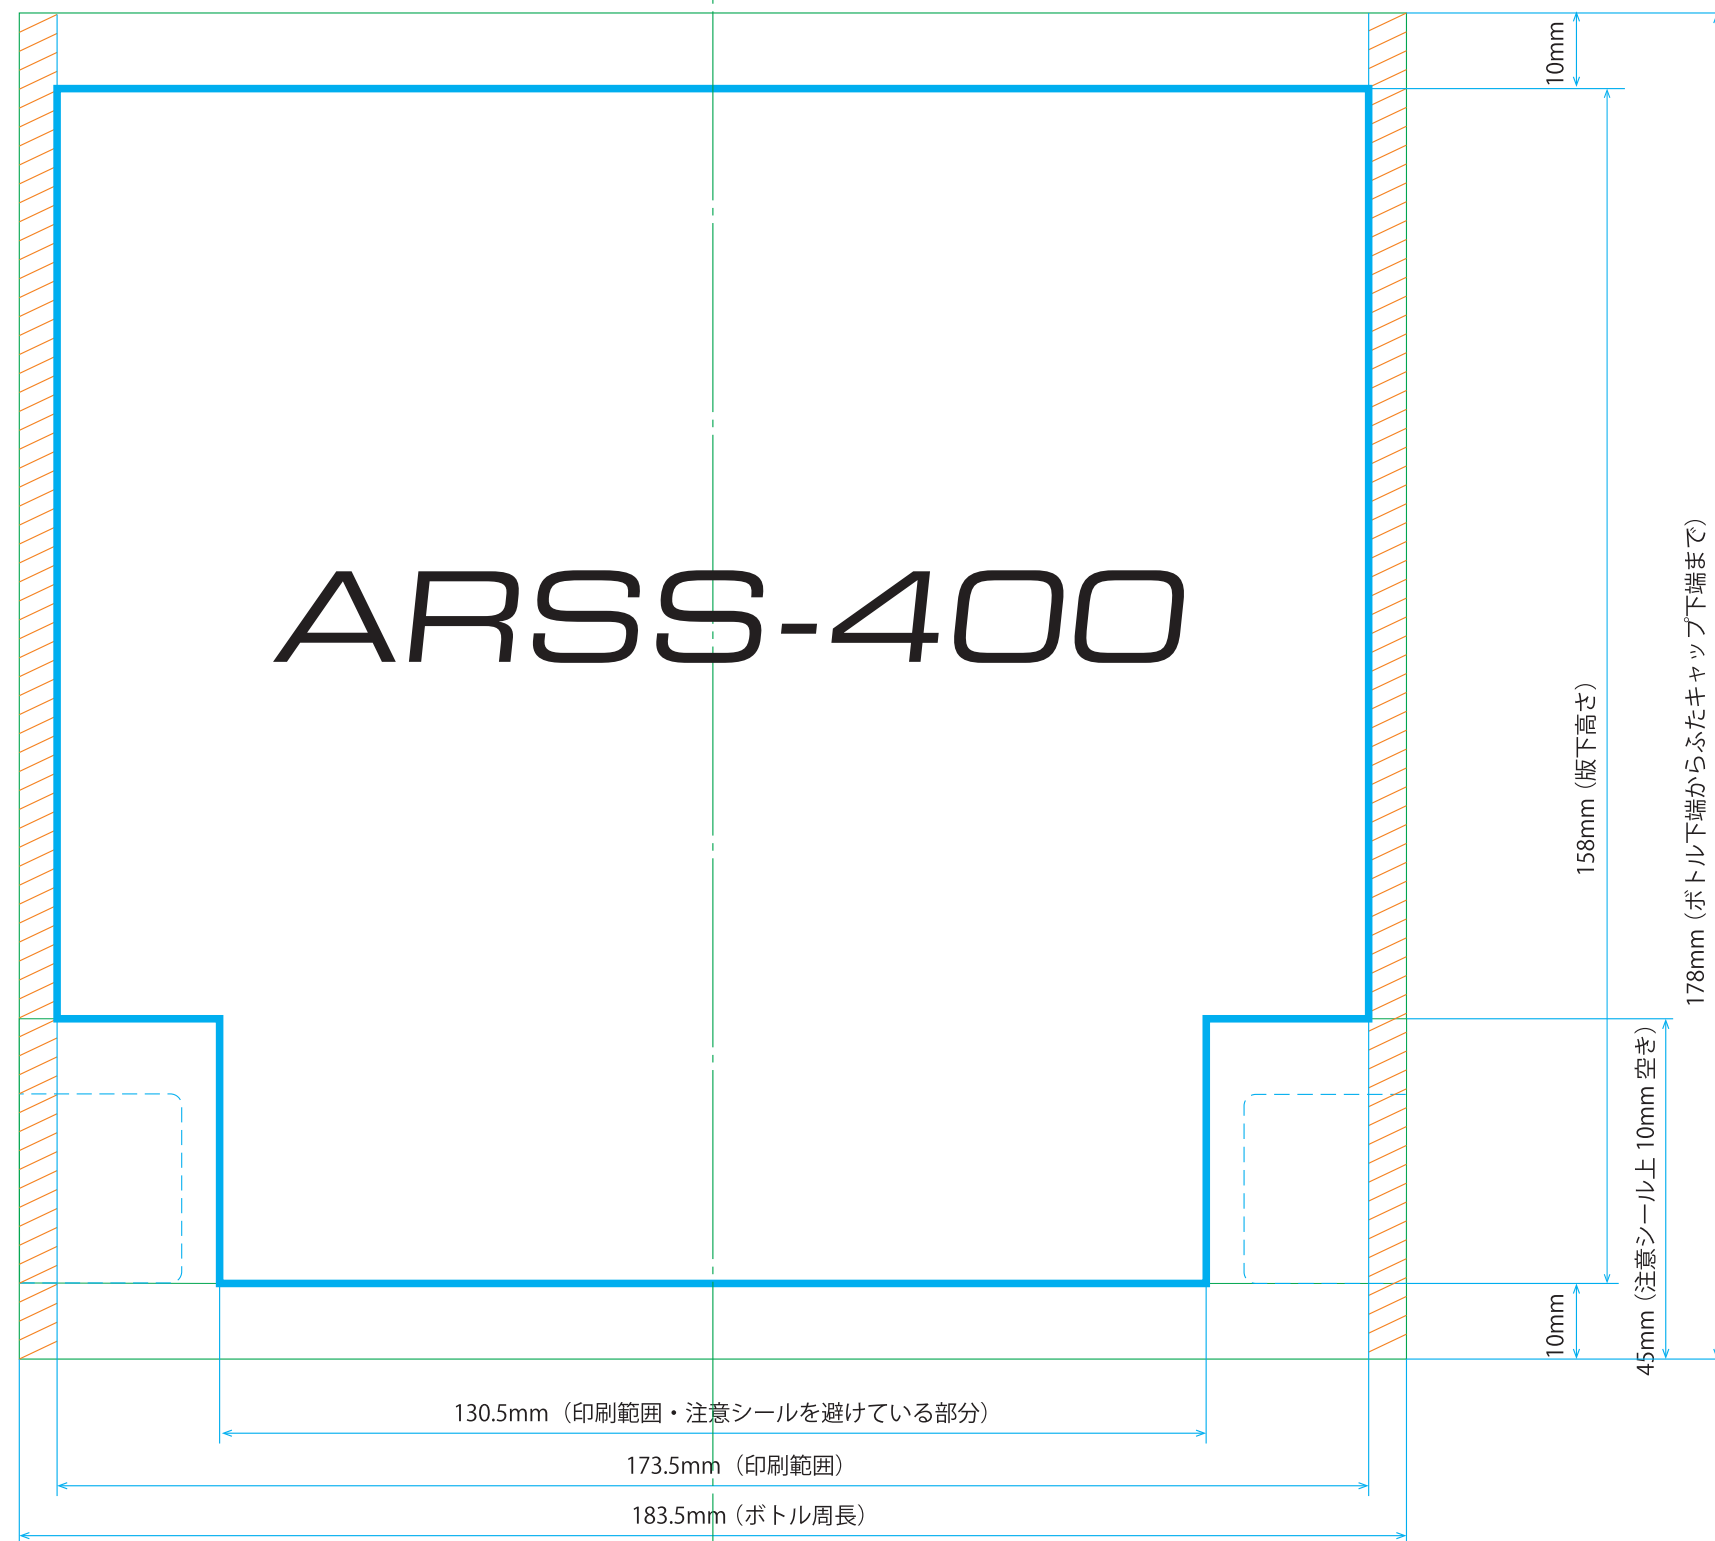 10mm
ARSS-400
178mm（ボトル下端からふたキャップ下端まで）
158mm（版下高さ）
45mm（注意シール上 10mm 空き）
10mm
130.5mm（印刷範囲・注意シールを避けている部分）
173.5mm（印刷範囲）
183.5mm（ボトル周長）